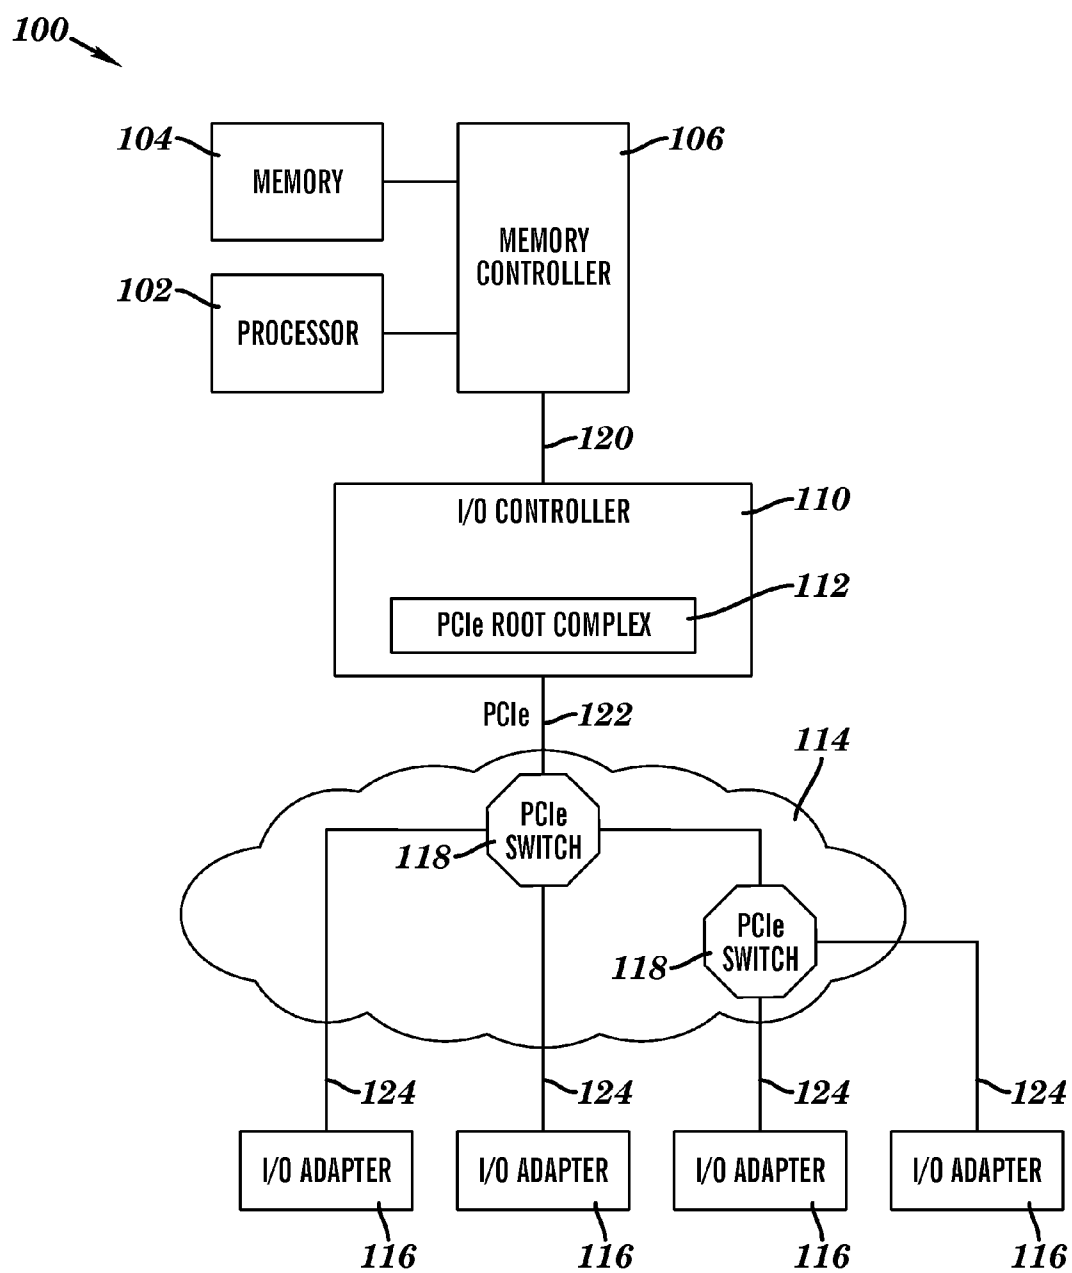 100
104
MEMORY
106
MEMORY
CONTROLLER
102
PROCESSOR
120
I/O CONTROLLER
110
112
PCIe ROOT COMPLEX
PCIe
122
114
PCIe
SWITCH
118
PCIe
SWITCH
118
124
124
124
124
I/O ADAPTER
I/O ADAPTER
I/O ADAPTER
I/O ADAPTER
116
116
116
116